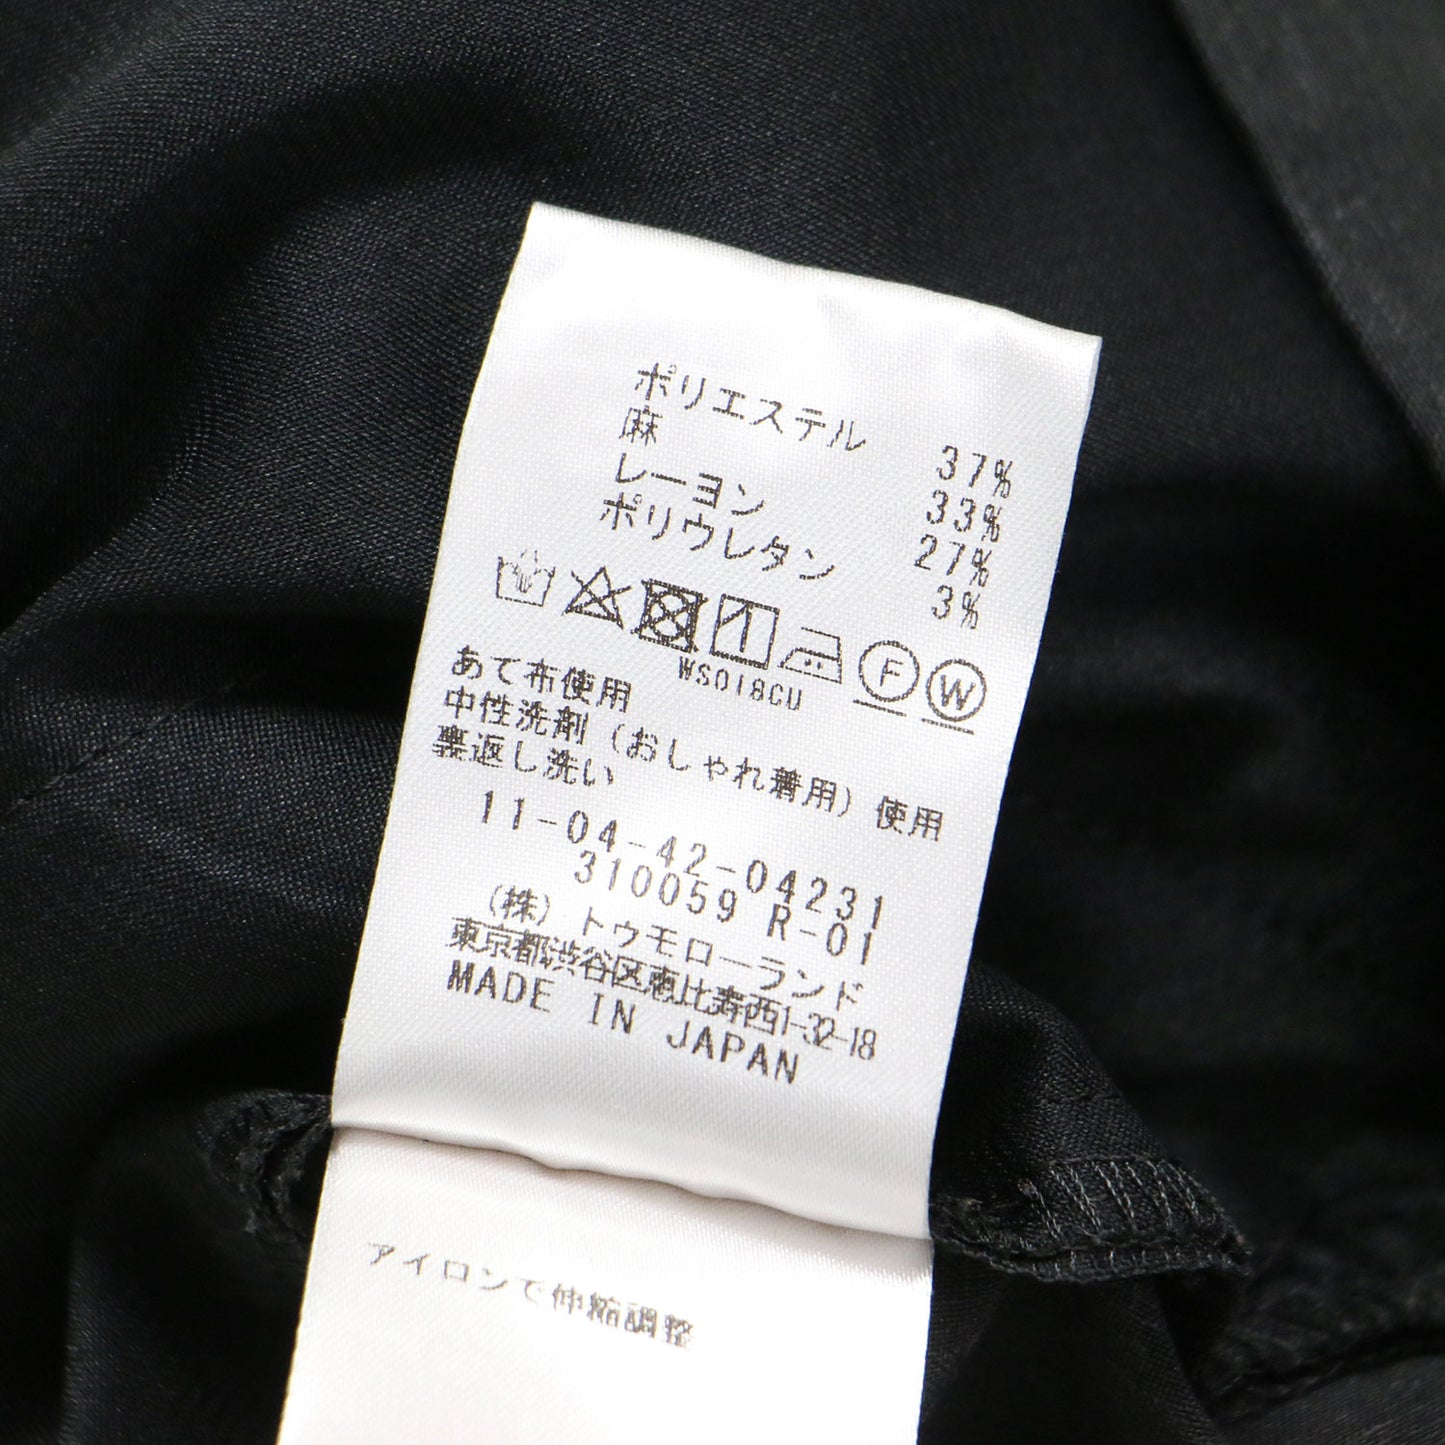 ポリエステル 37%
麻 33%
レーヨン 27%
ポリウレタン 3%
F W
WS018CU
あて布使用
中性洗剤（おしゃれ着用）使用
裏返し洗い
11-04-42-04231
310059 R-01
（株）トゥモローランド
東京都渋谷区恵比寿西1-32-18
MADE IN JAPAN
アイロンで伸縮調整